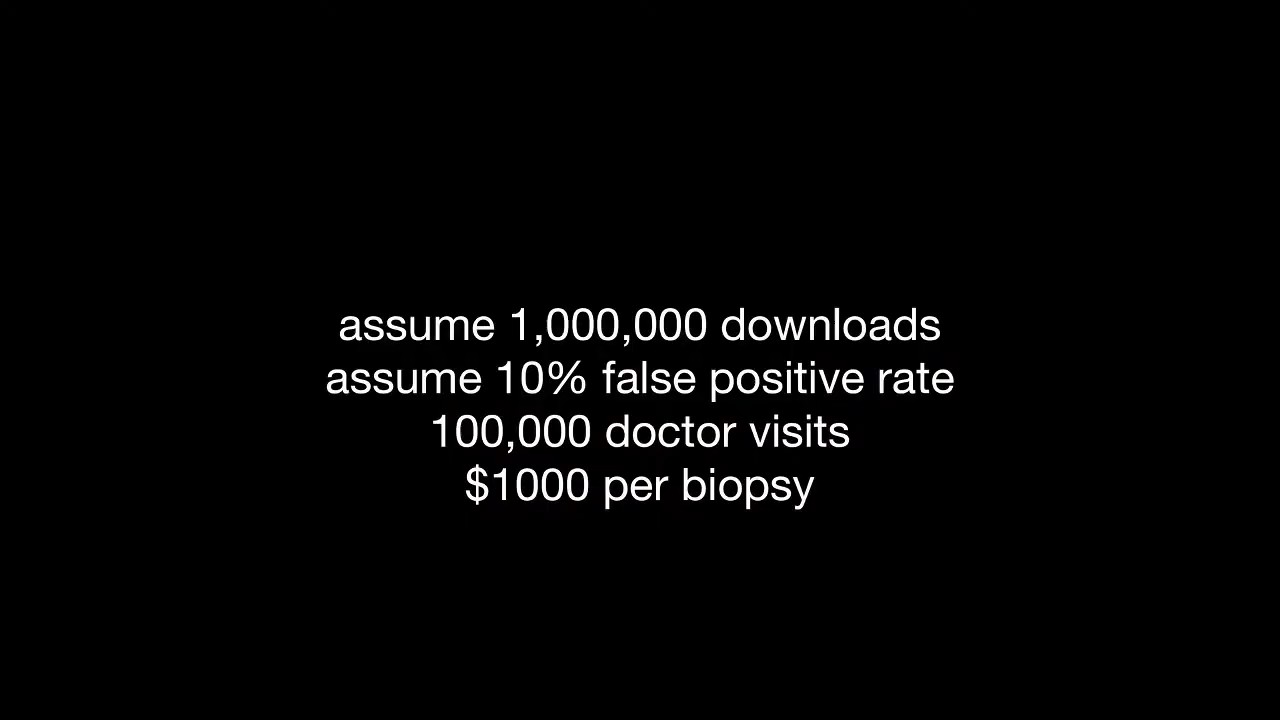 assume 1,000,000 downloads
assume 10% false positive rate
100,000 doctor visits
$1000 per biopsy